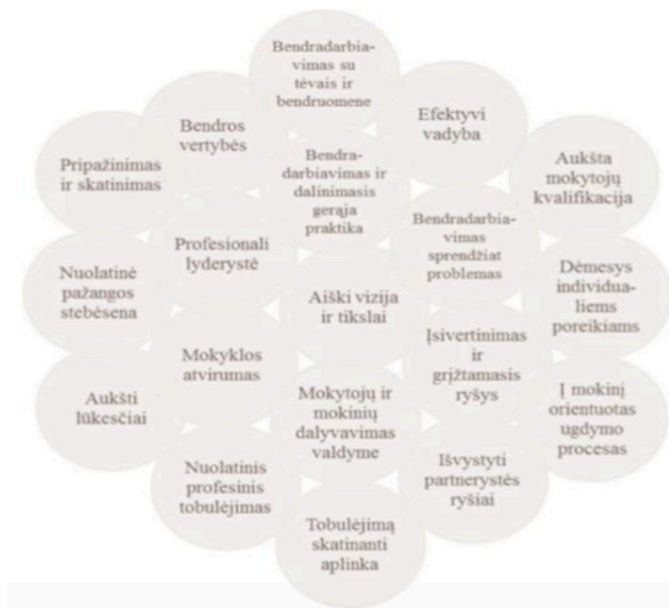 Bendradarbia-
vimas su
tėvais ir
bendruomene
Bendros
vertybės
Efektyvi
vadyba
Pripažinimas
ir skatinimas
Bendra-
darbiavimas ir
dalinimasis
gerąja
praktika
Aukšta
mokytojų
kvalifikacija
Profesionali
lyderystė
Bendradarbia-
vimas
sprendžiat
problemas
Nuolatinė
pažangos
stebėsena
Aiški vizija
ir tikslai
Dėmesys
individua-
liems
poreikiams
Mokyklos
atvirumas
Įsivertinimas
ir
grįžtamasis
ryšys
Aukšti
lūkesčiai
Mokytojų ir
mokinių
dalyvavimas
valdyme
Į mokinį
orientuotas
ugdymo
procesas
Nuolatinis
profesinis
tobulėjimas
Išvystyti
partnerystės
ryšiai
Tobulėjimą
skatinanti
aplinka